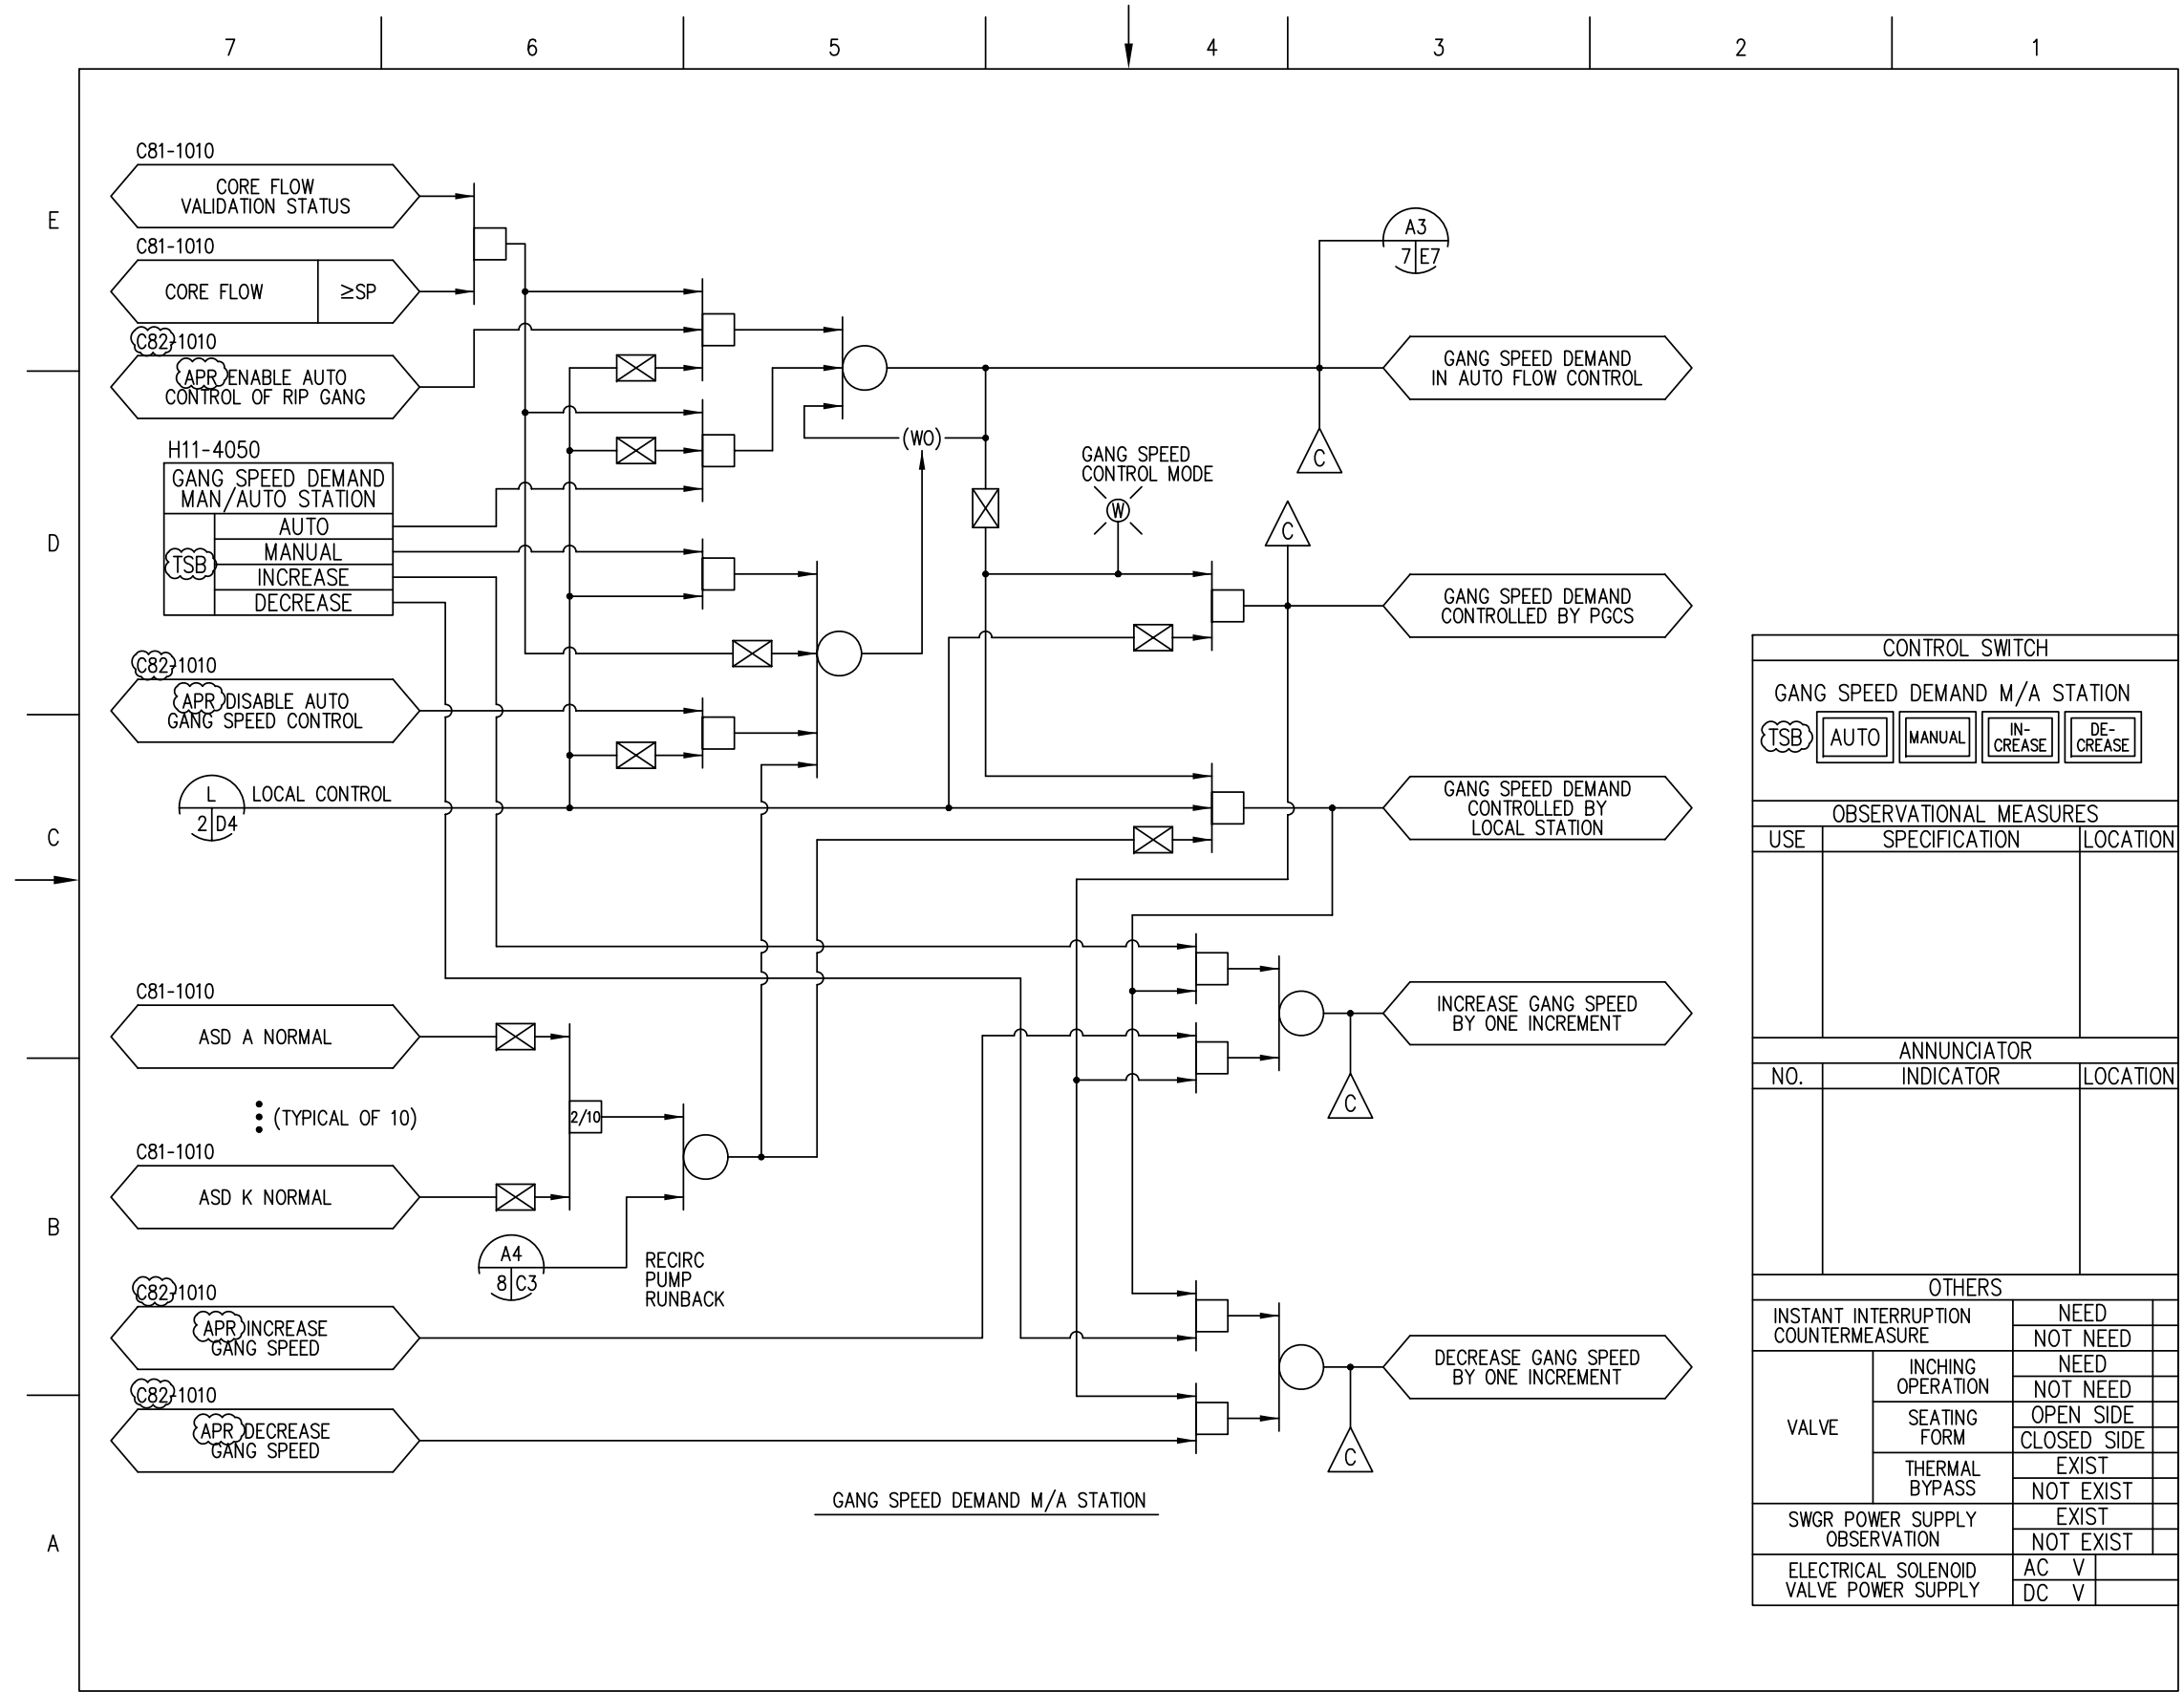 7 6 5 4 3 2 1
E
D
C
B
A
C81-1010
CORE FLOW
VALIDATION STATUS
C81-1010
CORE FLOW ≥SP
C82-1010
APR ENABLE AUTO
CONTROL OF RIP GANG
H11-4050
GANG SPEED DEMAND
MAN/AUTO STATION
TSB
AUTO
MANUAL
INCREASE
DECREASE
C82-1010
APR DISABLE AUTO
GANG SPEED CONTROL
L
2 D4
LOCAL CONTROL
C81-1010
ASD A NORMAL
(TYPICAL OF 10)
C81-1010
ASD K NORMAL
2/10
A4
8 C3
RECIRC
PUMP
RUNBACK
C82-1010
APR INCREASE
GANG SPEED
C82-1010
APR DECREASE
GANG SPEED
(WO)
GANG SPEED
CONTROL MODE
W
A3
7 E7
C
GANG SPEED DEMAND
IN AUTO FLOW CONTROL
C
GANG SPEED DEMAND
CONTROLLED BY PGCS
GANG SPEED DEMAND
CONTROLLED BY
LOCAL STATION
INCREASE GANG SPEED
BY ONE INCREMENT
C
DECREASE GANG SPEED
BY ONE INCREMENT
C
GANG SPEED DEMAND M/A STATION
CONTROL SWITCH
GANG SPEED DEMAND M/A STATION
TSB AUTO MANUAL IN-
CREASE DE-
CREASE
OBSERVATIONAL MEASURES
USE SPECIFICATION LOCATION
ANNUNCIATOR
NO. INDICATOR LOCATION
OTHERS
INSTANT INTERRUPTION
COUNTERMEASURE
NEED
NOT NEED
VALVE
INCHING
OPERATION
NEED
NOT NEED
SEATING
FORM
OPEN SIDE
CLOSED SIDE
THERMAL
BYPASS
EXIST
NOT EXIST
SWGR POWER SUPPLY
OBSERVATION
EXIST
NOT EXIST
ELECTRICAL SOLENOID
VALVE POWER SUPPLY
AC V
DC V